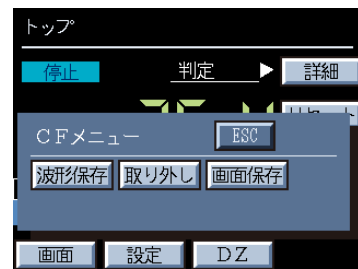 トップ
停止 判定 ▶ 詳細
CFメニュー ESC
波形保存 取り外し 画面保存
画面 設定 DZ